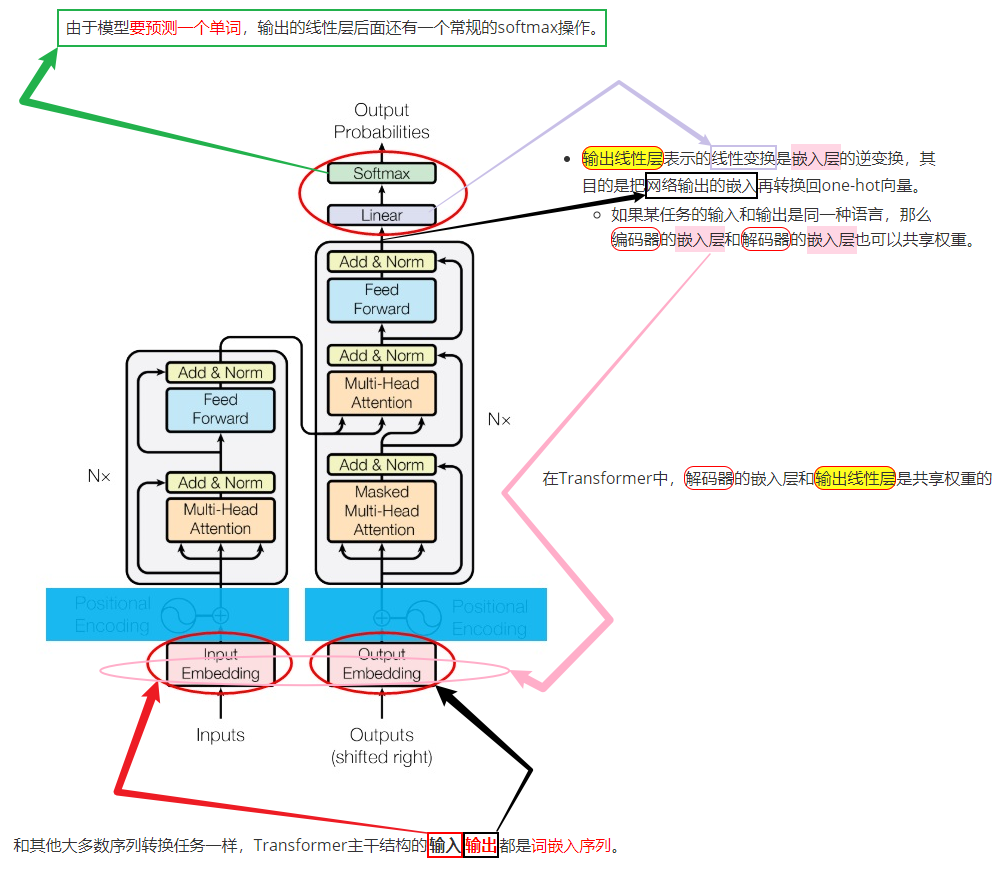 由于模型要预测一个单词，输出的线性层后面还有一个常规的softmax操作。
Output
Probabilities
Softmax
Linear
输出线性层表示的线性变换是嵌入层的逆变换，其
目的是把网络输出的嵌入再转换回one-hot向量。
如果某任务的输入和输出是同一种语言，那么
编码器的嵌入层和解码器的嵌入层也可以共享权重。
Add & Norm
Feed
Forward
Add & Norm
Multi-Head
Attention
Add & Norm
Masked
Multi-Head
Attention
N×
Add & Norm
Feed
Forward
Add & Norm
Multi-Head
Attention
N×
在Transformer中，解码器的嵌入层和输出线性层是共享权重的
Positional
Encoding
Positional
Encoding
Input
Embedding
Output
Embedding
Inputs
Outputs
(shifted right)
和其他大多数序列转换任务一样，Transformer主干结构的输入输出都是词嵌入序列。